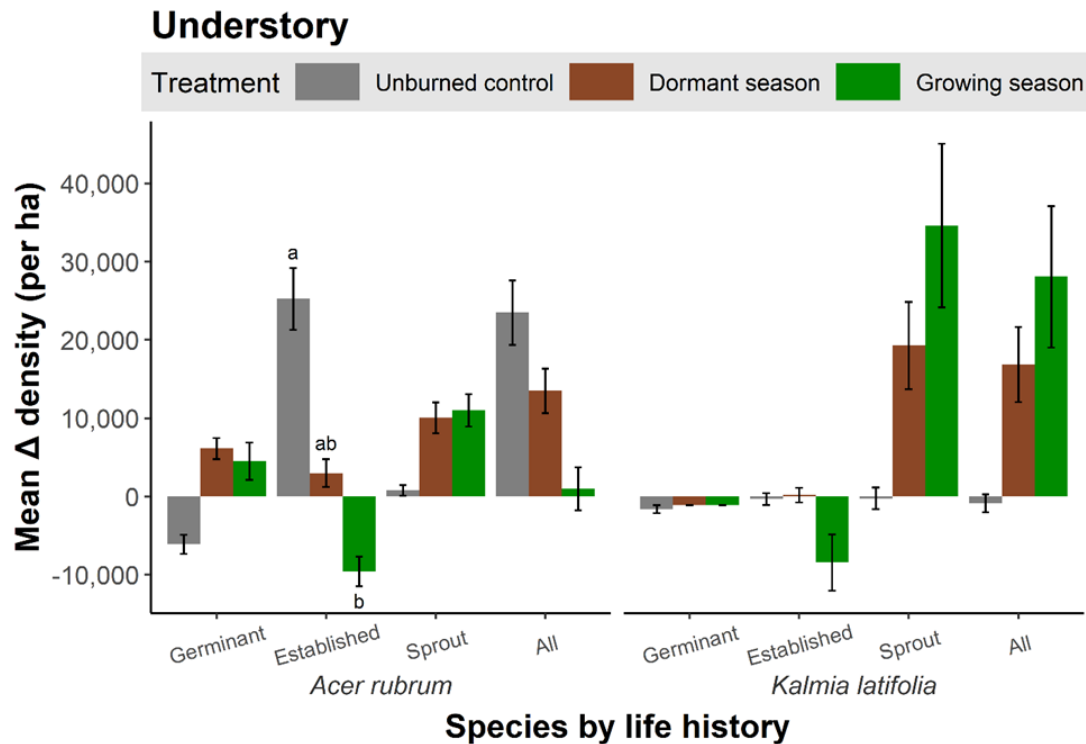 Understory
Treatment Unburned control Dormant season Growing season
Mean Δ density (per ha)
40,000
30,000
20,000
10,000
0
-10,000
a
ab
b
Germinant Established Sprout All Germinant Established Sprout All
Acer rubrum Kalmia latifolia
Species by life history